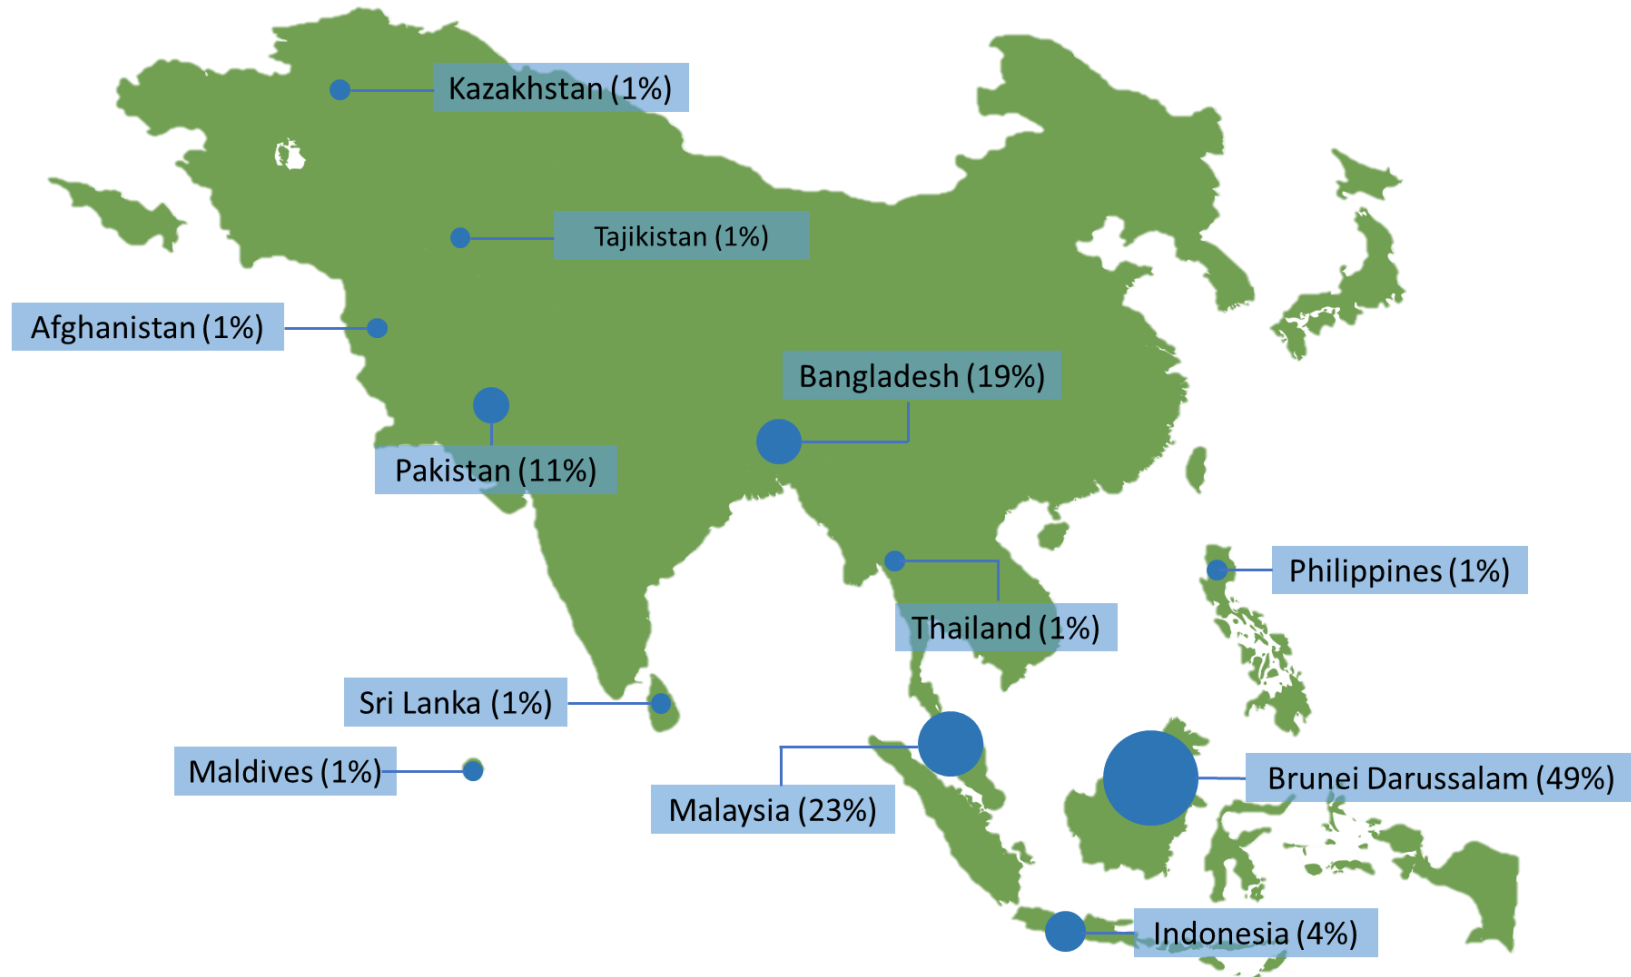 Kazakhstan (1%)
Tajikistan (1%)
Afghanistan (1%)
Bangladesh (19%)
Pakistan (11%)
Philippines (1%)
Thailand (1%)
Sri Lanka (1%)
Maldives (1%)
Malaysia (23%)
Brunei Darussalam (49%)
Indonesia (4%)